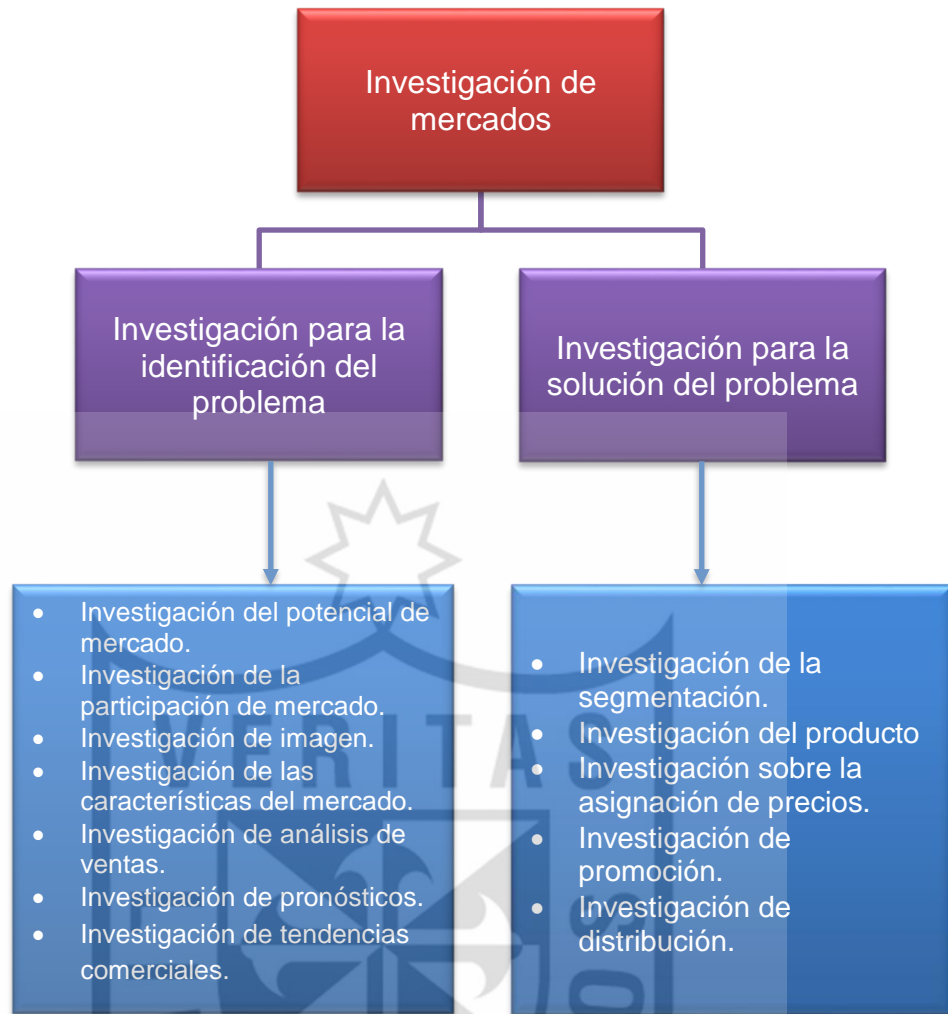 Investigación de
mercados
Investigación para la
identificación del
problema
Investigación para la
solución del problema
• Investigación del potencial de
mercado.
• Investigación de la
participación de mercado.
• Investigación de imagen.
• Investigación de las
características del mercado.
• Investigación de análisis de
ventas.
• Investigación de pronósticos.
• Investigación de tendencias
comerciales.
• Investigación de la
segmentación.
• Investigación del producto
• Investigación sobre la
asignación de precios.
• Investigación de
promoción.
• Investigación de
distribución.
VERITAS